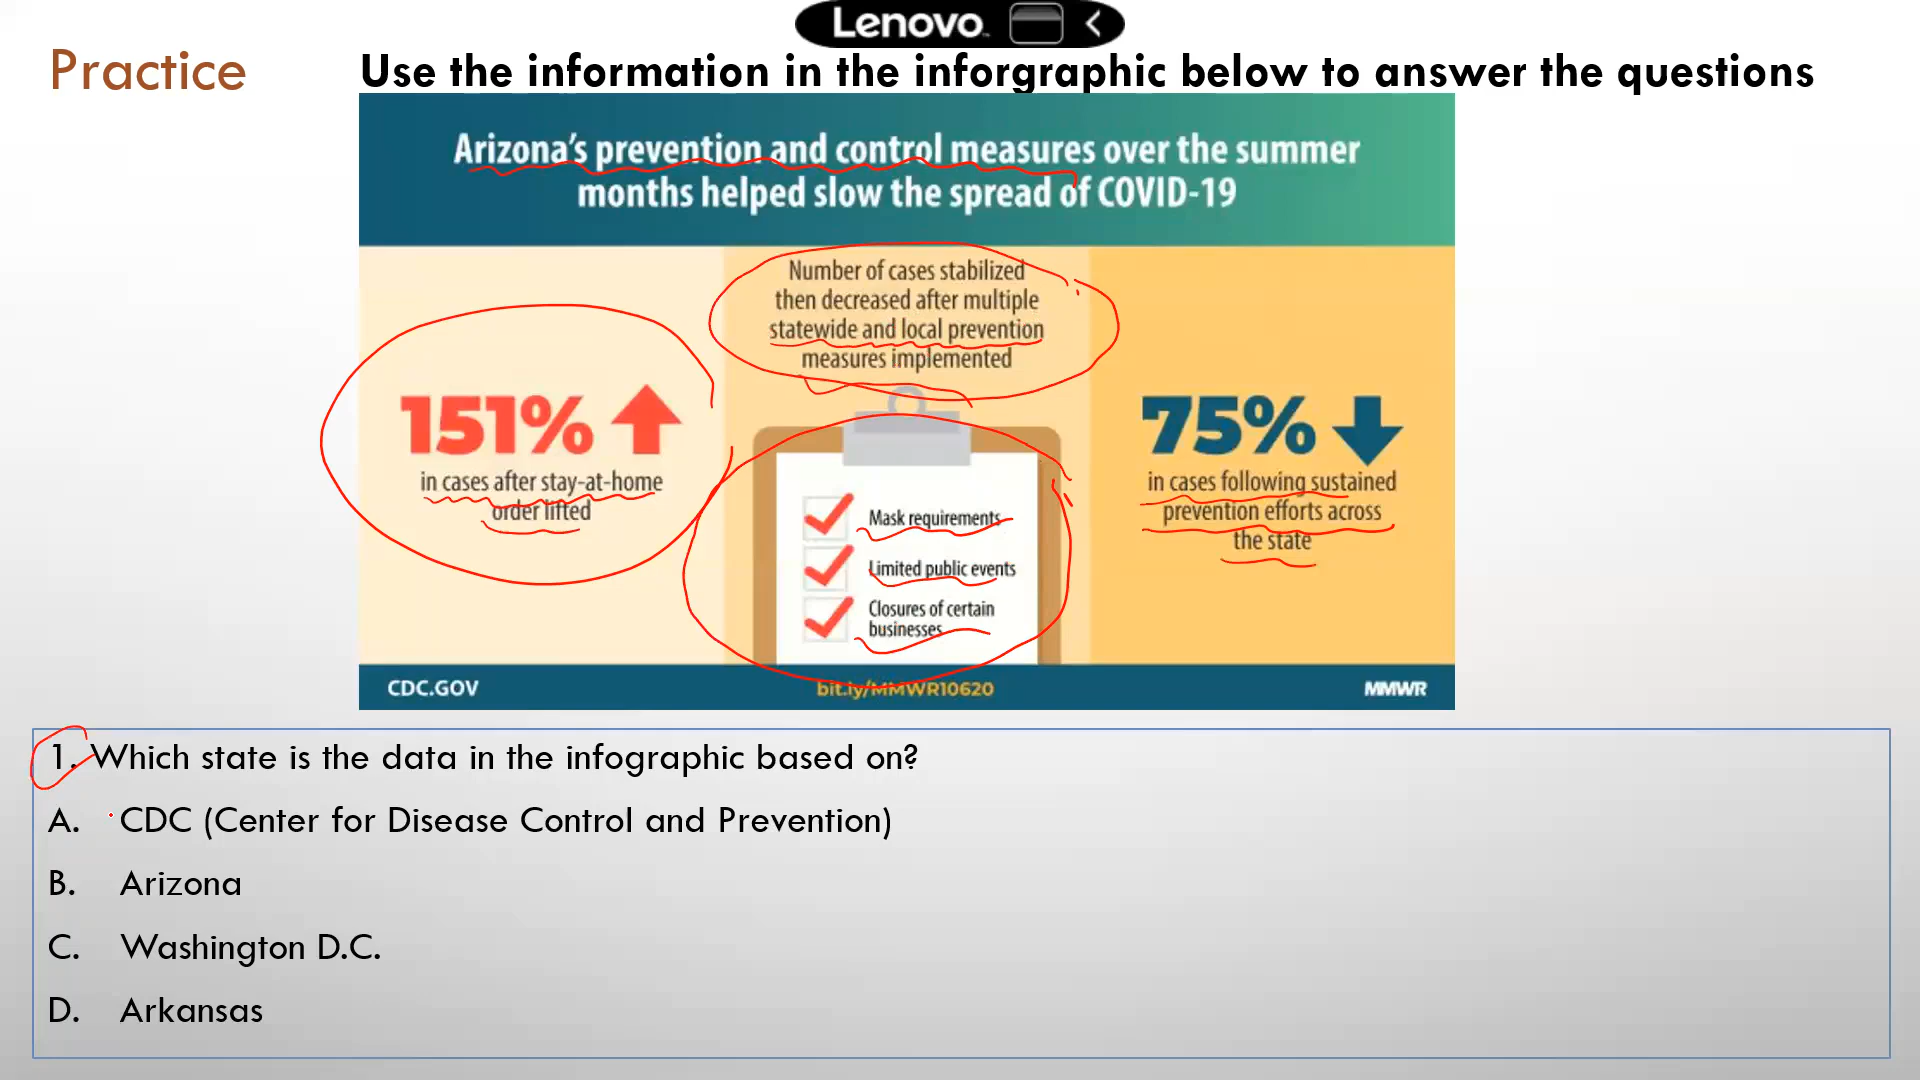 Lenovo
Practice
Use the information in the inforgraphic below to answer the questions
Arizona's prevention and control measures over the summer
months helped slow the spread of COVID-19
151%
in cases after stay-at-home
order lifted
Number of cases stabilized
then decreased after multiple
statewide and local prevention
measures implemented
Mask requirements
Limited public events
Closures of certain
businesses
75%
in cases following sustained
prevention efforts across
the state
CDC.GOV
bit.ly/MMWR10620
MMWR
1. Which state is the data in the infographic based on?
A. CDC (Center for Disease Control and Prevention)
B. Arizona
C. Washington D.C.
D. Arkansas